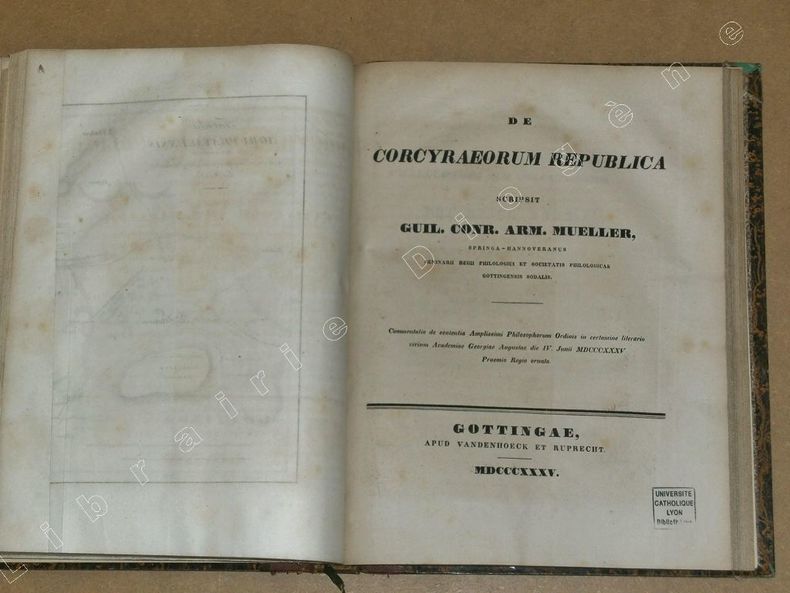 DE
CORCYRAEORUM REPUBLICA
SCRIPSIT
GUIL. CONR. ARM. MUELLER,
SPRINGA-HANNOVERANUS
SEMINARII REGII PHILOLOGICI ET SOCIETATIS PHILOLOGICAE
GOTTINGENSIS SODALIS.
Commentatio de sententia Amplissimi Philosophorum Ordinis in certamine literario
civium Academiae Georgiae Augustae die IV. Junii MDCCCXXXV
Praemio Regio ornata.
GOTTINGAE,
APUD VANDENHOECK ET RUPRECHT.
MDCCCXXXV.
UNIVERSITE
CATHOLIQUE
LYON
Librairie Diogène